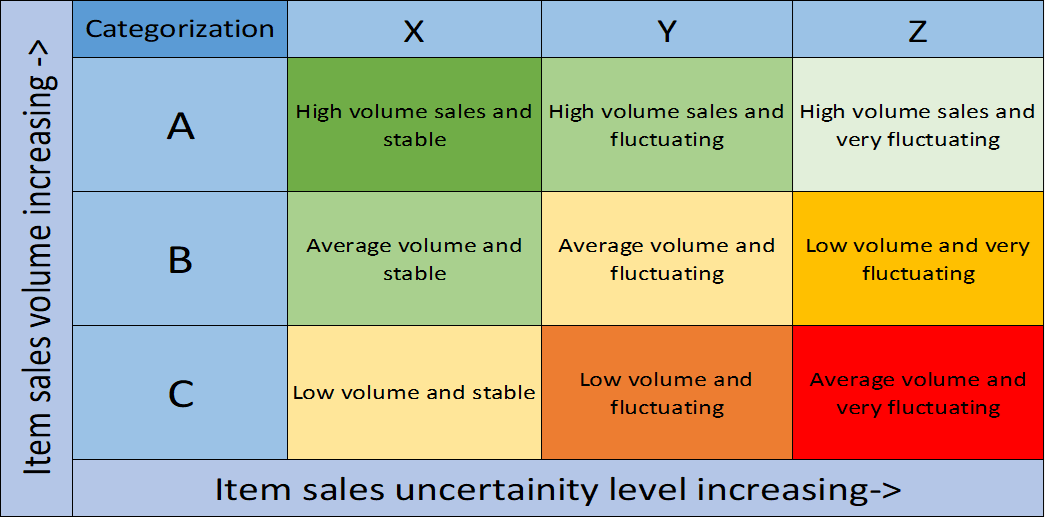 Item sales volume increasing ->
Categorization
X
Y
Z
A
High volume sales and
stable
High volume sales and
fluctuating
High volume sales and
very fluctuating
B
Average volume and
stable
Average volume and
fluctuating
Low volume and very
fluctuating
C
Low volume and stable
Low volume and
fluctuating
Average volume and
very fluctuating
Item sales uncertainity level increasing->